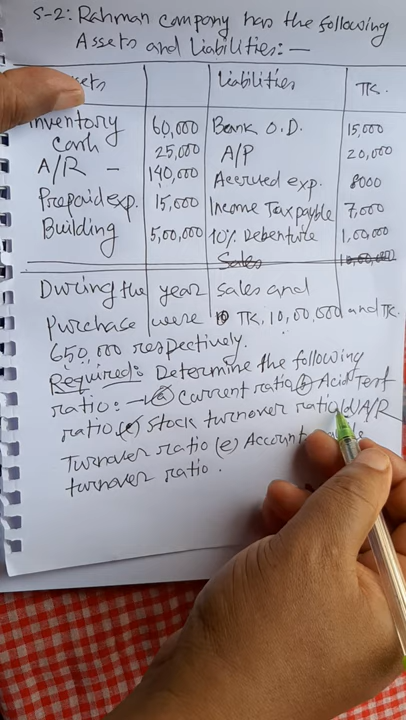 S-2: Rahman company has the following
Assets and Liabilities:—
Liabilities TK.
Inventory 60,000 Bank O.D. 15,000
Cash 25,000 A/P 20,000
A/R - 140,000 Accrued exp. 8000
Prepaid exp. 15,000 Income Tax payable 7,000
Building 5,00,000 10% Debenture 1,00,000
Sales 10,00,000
During the year sales and
Purchase were TK. 10,00,000 and TK.
650,000 respectively.
Required: Determine the following
ratio:- (a) Current ratio (b) Acid Test
ratio (c) Stock turnover ratio (d) A/R
Turnover ratio (e) Account
turnover ratio.